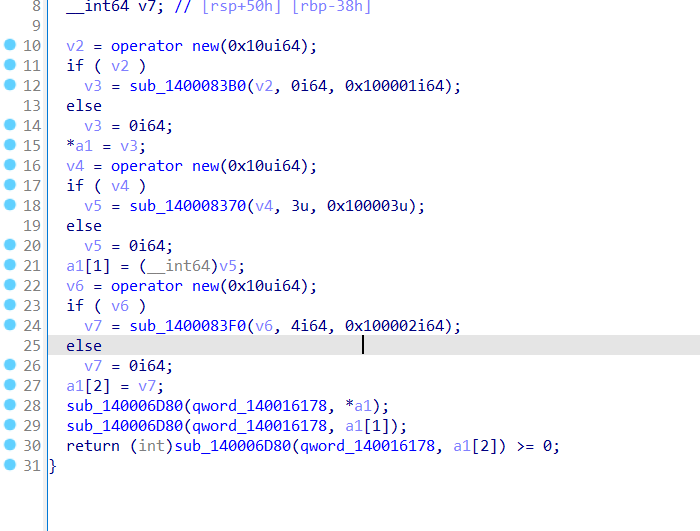 8 __int64 v7; // [rsp+50h] [rbp-38h]
9
10 v2 = operator new(0x10ui64);
11 if ( v2 )
12 v3 = sub_1400083B0(v2, 0i64, 0x100001i64);
13 else
14 v3 = 0i64;
15 *a1 = v3;
16 v4 = operator new(0x10ui64);
17 if ( v4 )
18 v5 = sub_140008370(v4, 3u, 0x100003u);
19 else
20 v5 = 0i64;
21 a1[1] = (__int64)v5;
22 v6 = operator new(0x10ui64);
23 if ( v6 )
24 v7 = sub_1400083F0(v6, 4i64, 0x100002i64);
25 else
26 v7 = 0i64;
27 a1[2] = v7;
28 sub_140006D80(qword_140016178, *a1);
29 sub_140006D80(qword_140016178, a1[1]);
30 return (int)sub_140006D80(qword_140016178, a1[2]) >= 0;
31 }